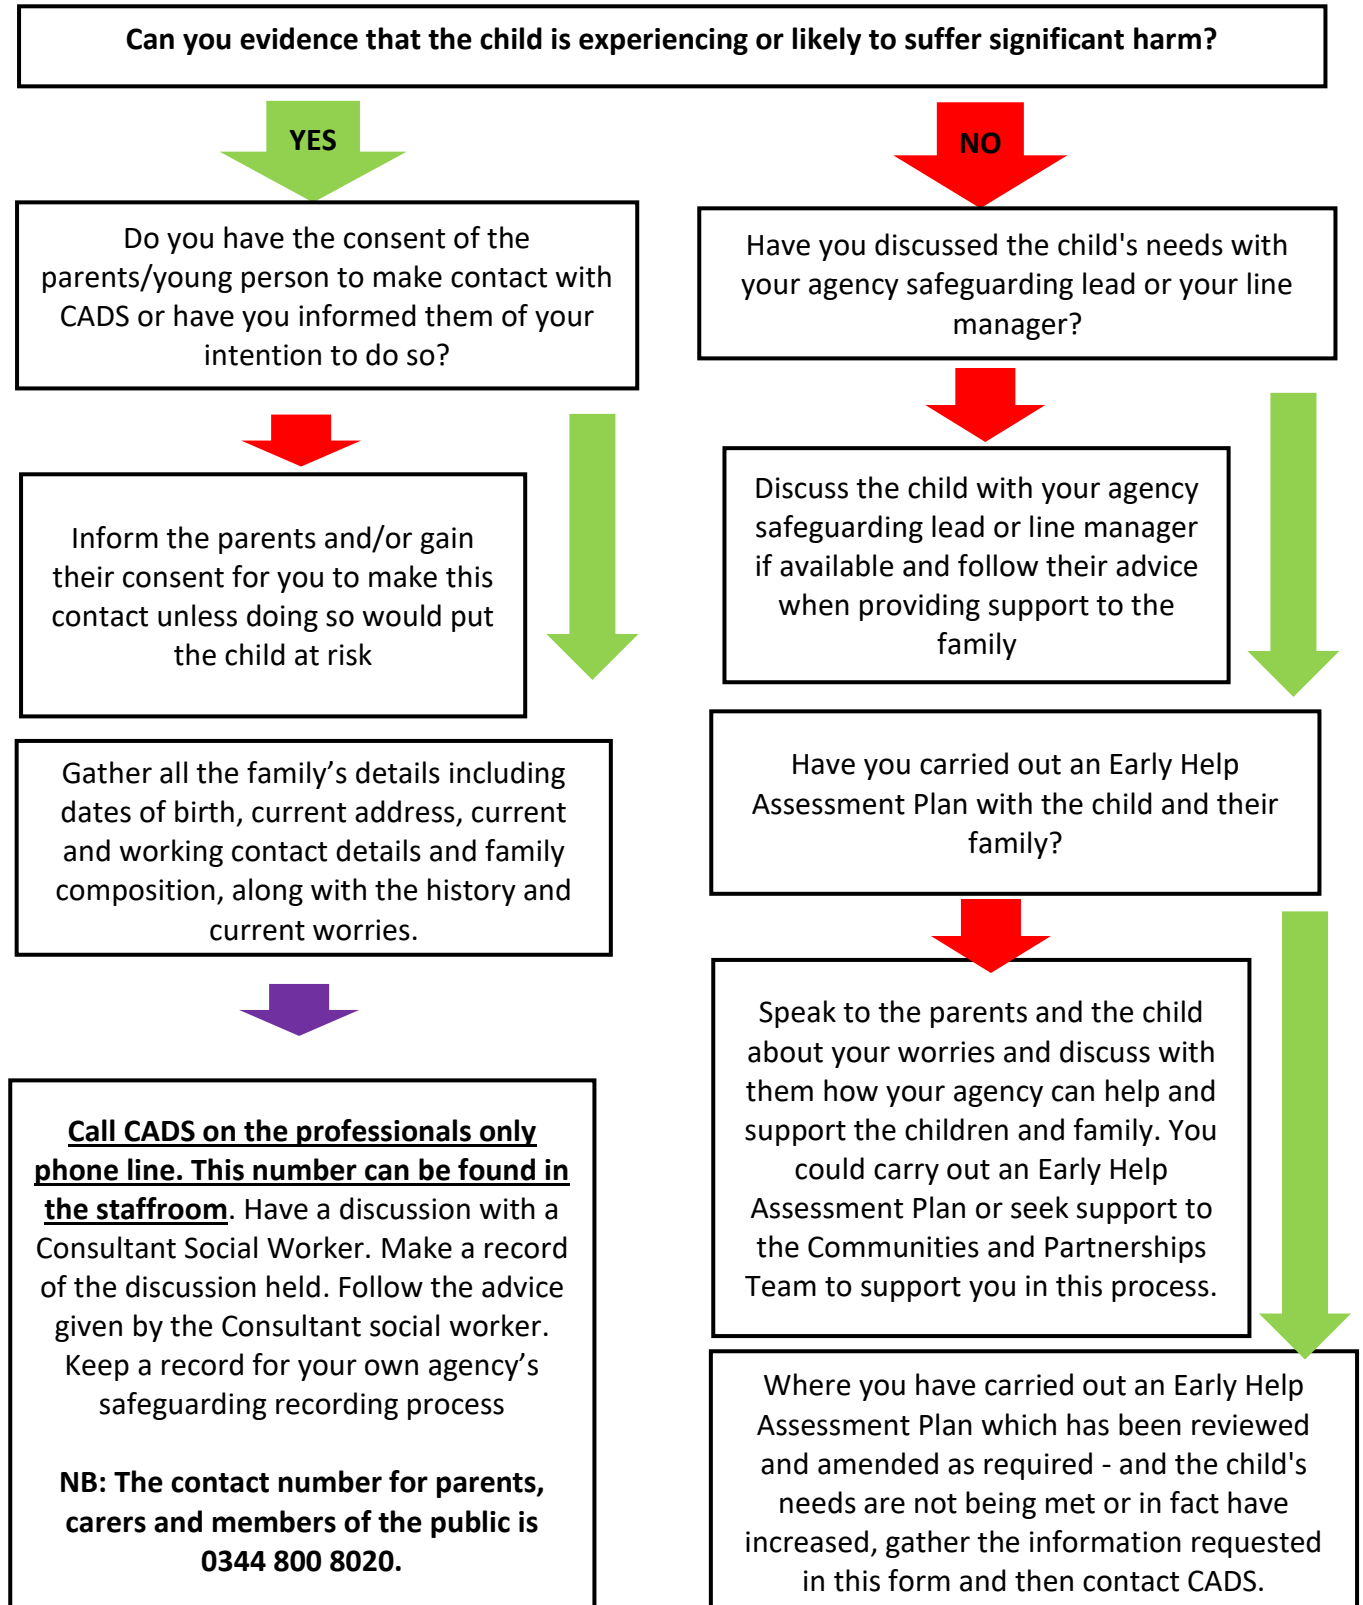 Can you evidence that the child is experiencing or likely to suffer significant harm?
YES
NO
Do you have the consent of the
parents/young person to make contact with
CADS or have you informed them of your
intention to do so?
Have you discussed the child's needs with
your agency safeguarding lead or your line
manager?
Inform the parents and/or gain
their consent for you to make this
contact unless doing so would put
the child at risk
Discuss the child with your agency
safeguarding lead or line manager
if available and follow their advice
when providing support to the
family
Gather all the family’s details including
dates of birth, current address, current
and working contact details and family
composition, along with the history and
current worries.
Have you carried out an Early Help
Assessment Plan with the child and their
family?
Call CADS on the professionals only
phone line. This number can be found in
the staffroom. Have a discussion with a
Consultant Social Worker. Make a record
of the discussion held. Follow the advice
given by the Consultant social worker.
Keep a record for your own agency’s
safeguarding recording process
NB: The contact number for parents,
carers and members of the public is
0344 800 8020.
Speak to the parents and the child
about your worries and discuss with
them how your agency can help and
support the children and family. You
could carry out an Early Help
Assessment Plan or seek support to
the Communities and Partnerships
Team to support you in this process.
Where you have carried out an Early Help
Assessment Plan which has been reviewed
and amended as required - and the child's
needs are not being met or in fact have
increased, gather the information requested
in this form and then contact CADS.